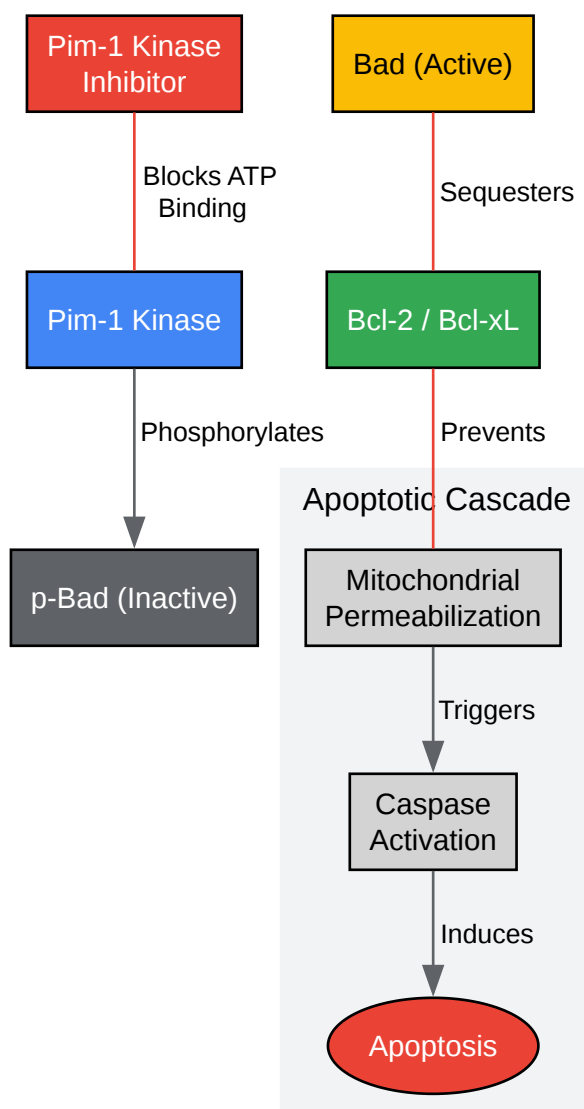 Pim-1 Kinase
Inhibitor
Bad (Active)
Blocks ATP
Binding
Sequesters
Pim-1 Kinase
Bcl-2 / Bcl-xL
Phosphorylates
Prevents
Apoptotic Cascade
p-Bad (Inactive)
Mitochondrial
Permeabilization
Triggers
Caspase
Activation
Induces
Apoptosis